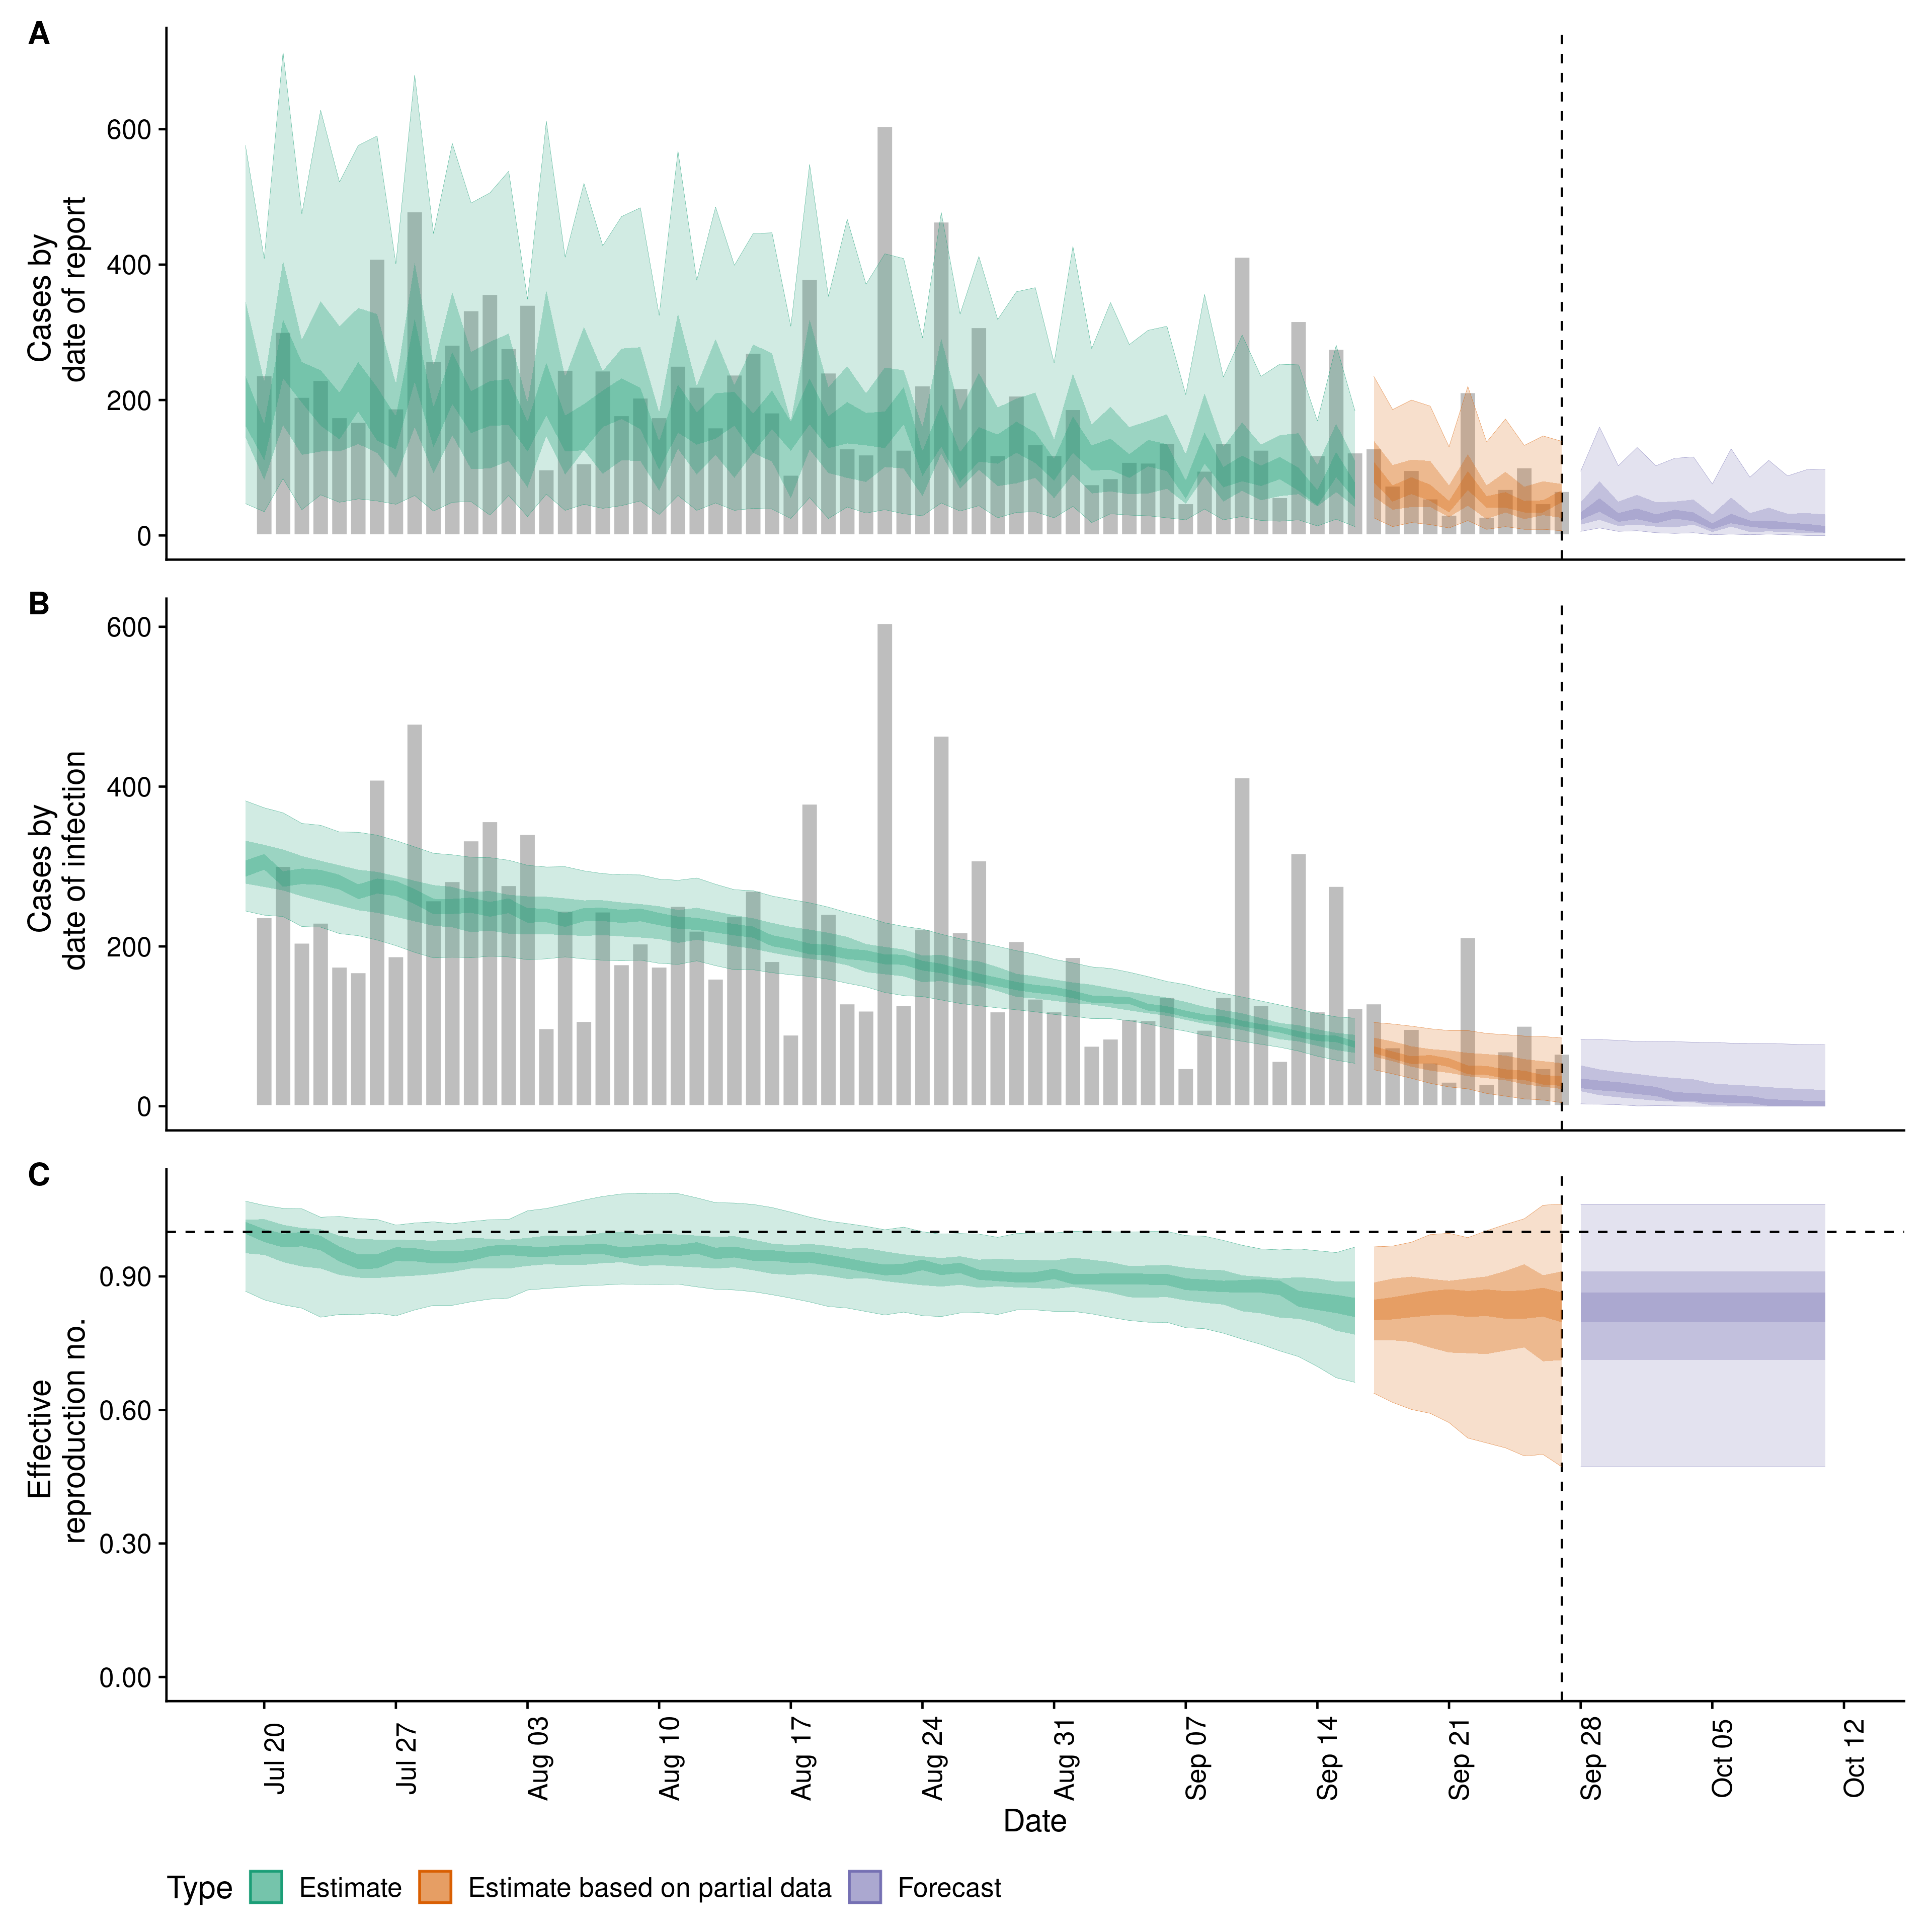 A
Cases by
date of report
600
400
200
0
B
Cases by
date of infection
600
400
200
0
C
Effective
reproduction no.
0.90
0.60
0.30
0.00
Jul 20
Jul 27
Aug 03
Aug 10
Aug 17
Aug 24
Aug 31
Sep 07
Sep 14
Sep 21
Sep 28
Oct 05
Oct 12
Date
Type Estimate Estimate based on partial data Forecast